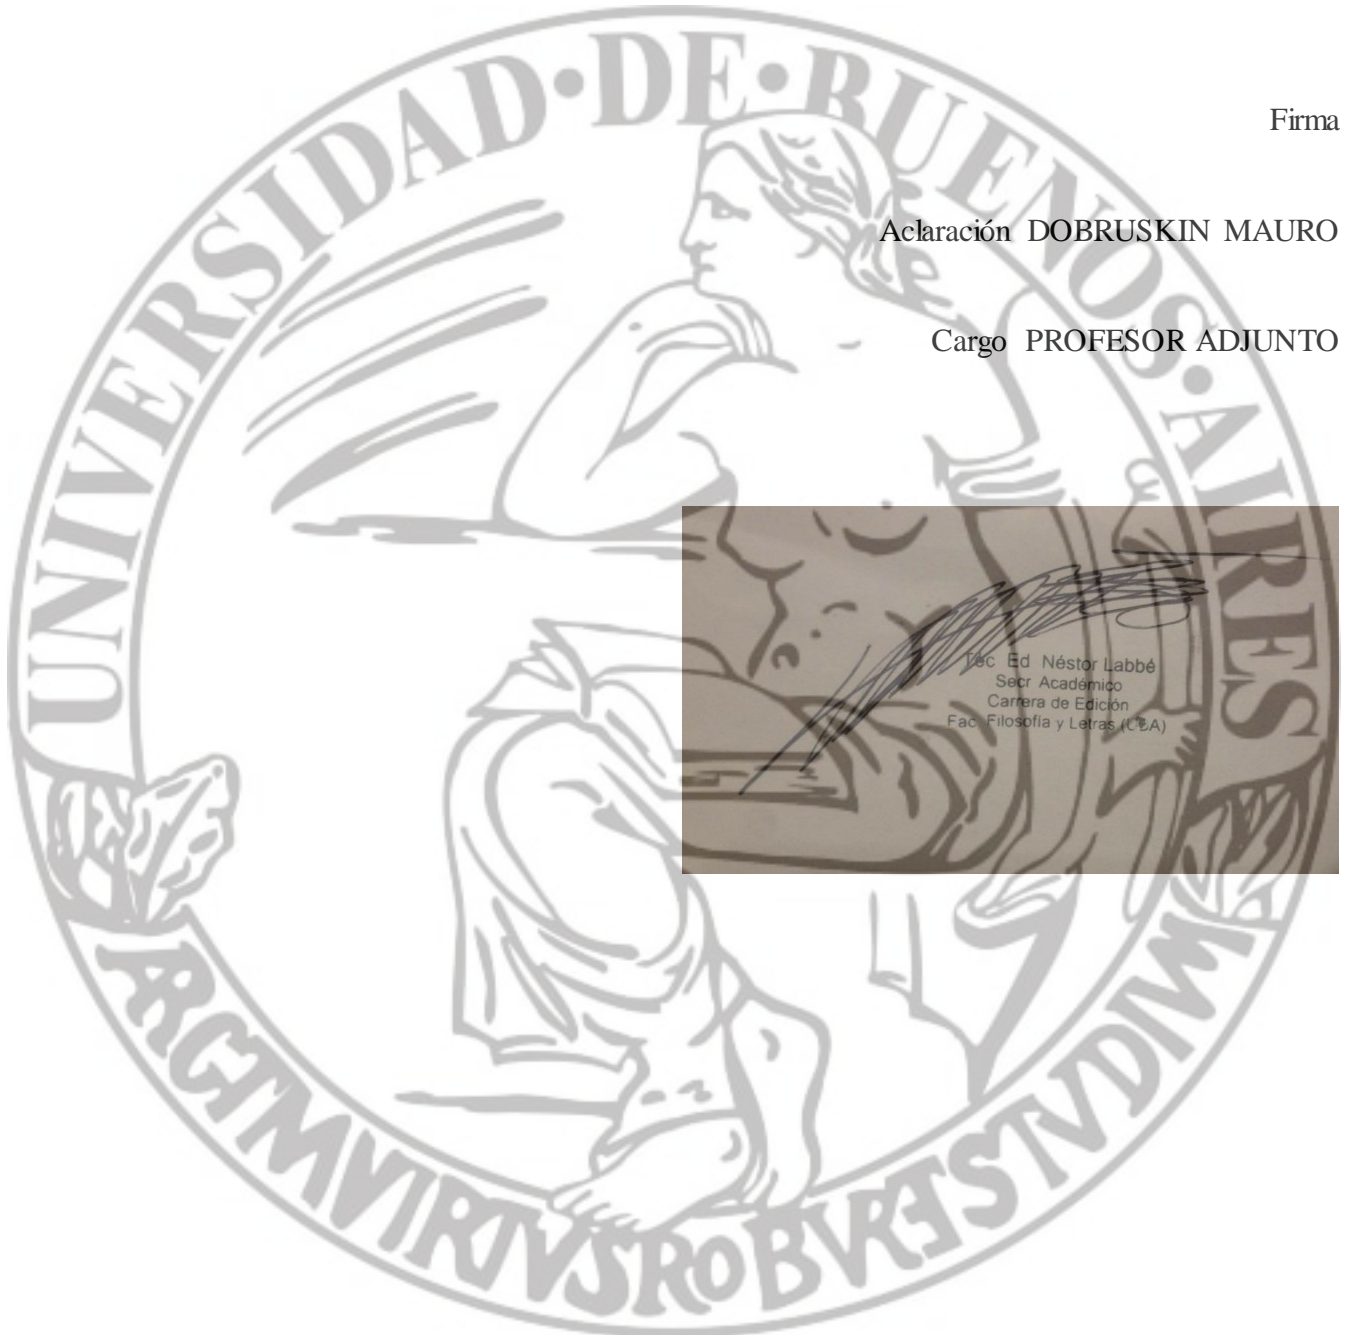 UNIVERSIDAD·DE·BUENOS·AIRES
Firma
Aclaración DOBRUSKIN MAURO
Cargo PROFESOR ADJUNTO
Téc Ed Néstor Labbé
Secr Académico
Carrera de Edición
Fac Filosofía y Letras (UBA)
ARGTMVIRTVSROBVRETSTVDIVM